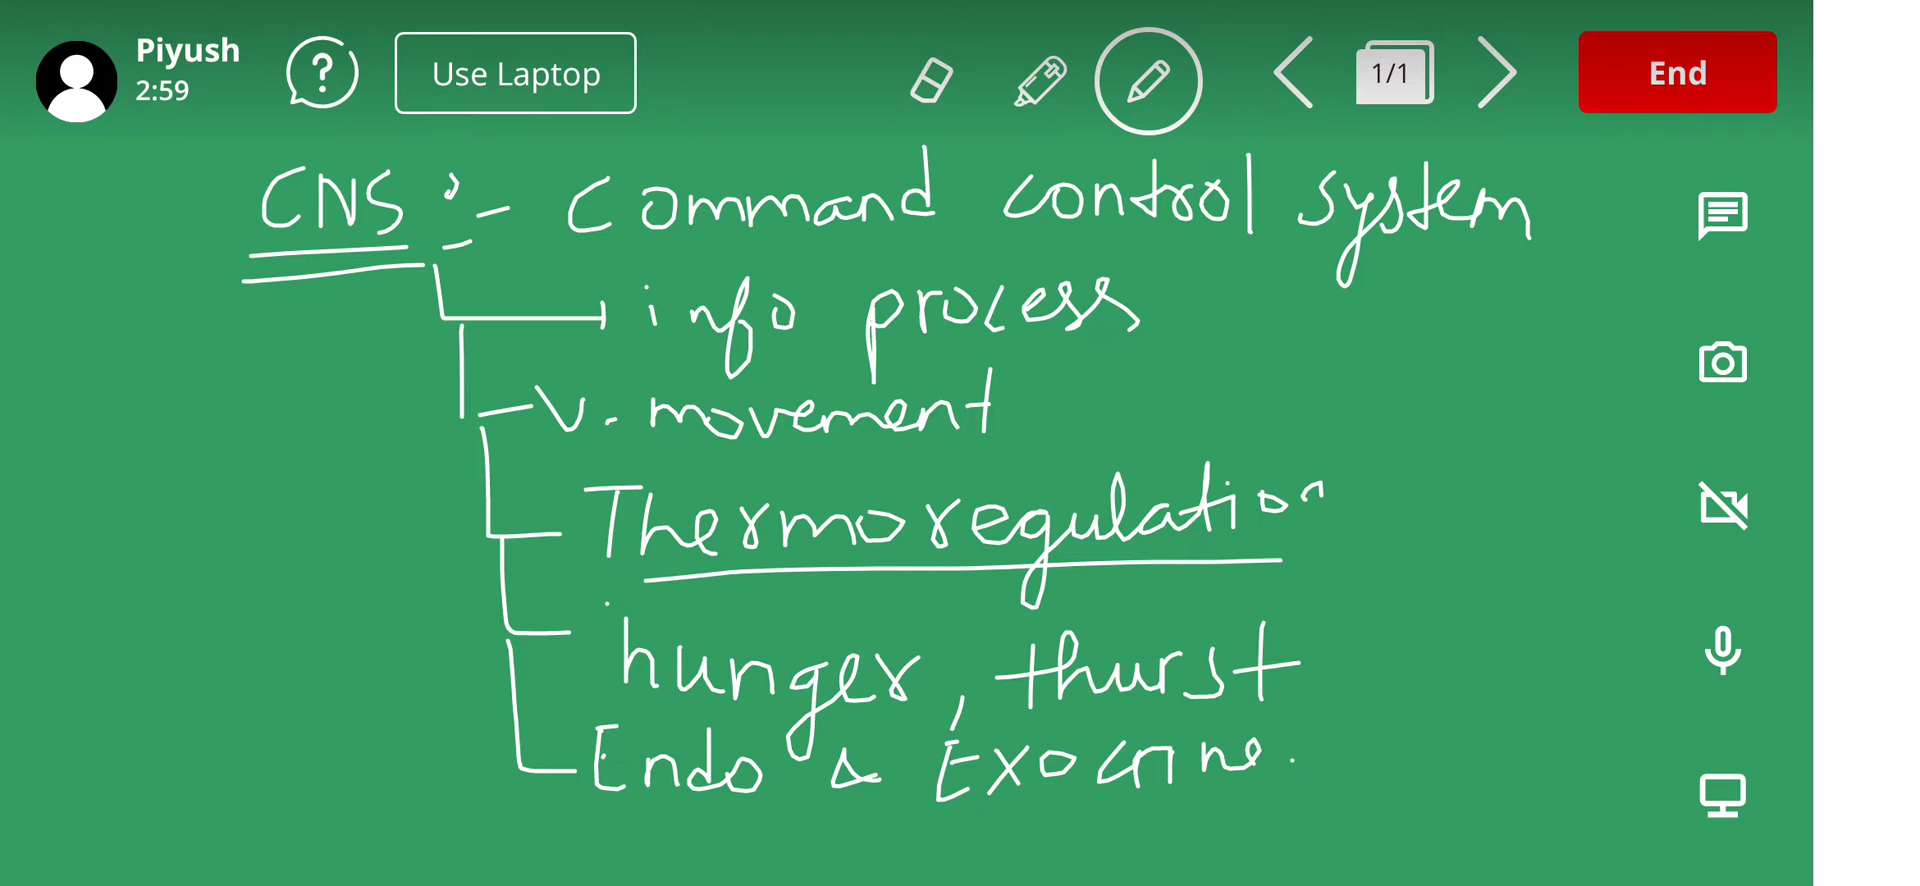 Piyush
2:59
Use Laptop
1/1
End
CNS :- Command control system
info process
V. movement
Thermoregulation
hunger, thurst
Endo & Exocrine.